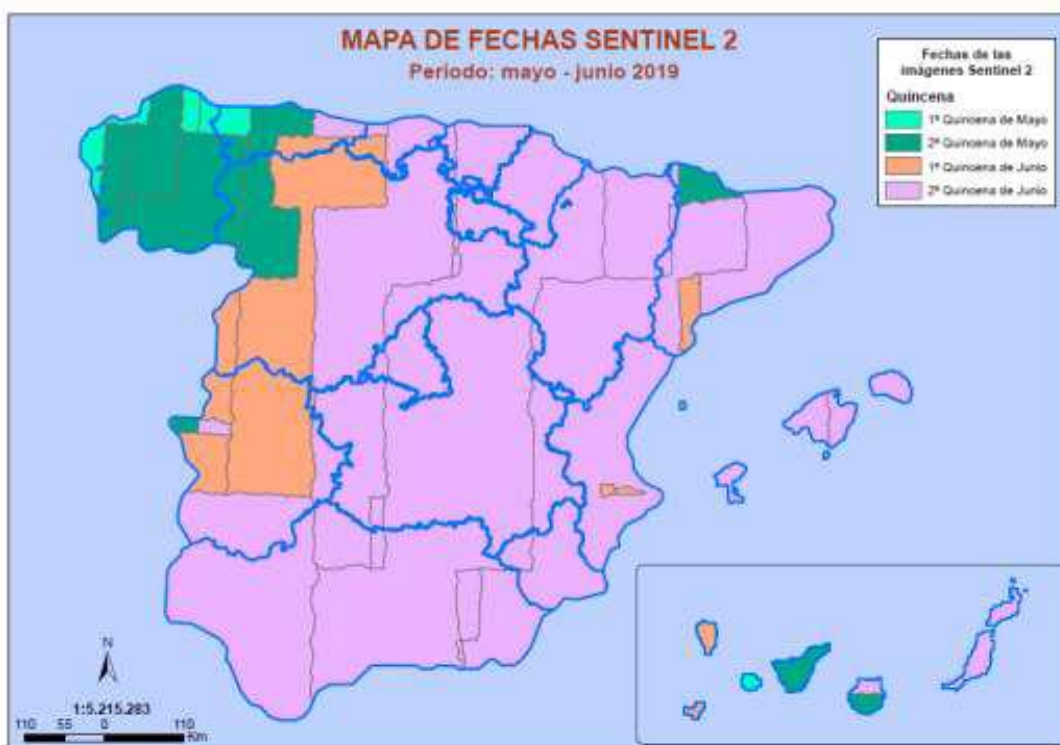 MAPA DE FECHAS SENTINEL 2
Periodo: mayo - junio 2019
Fechas de las
imágenes Sentinel 2
Quincena
1ª Quincena de Mayo
2ª Quincena de Mayo
1ª Quincena de Junio
2ª Quincena de Junio
N
1:5.215.283
110 55 0 110
Km